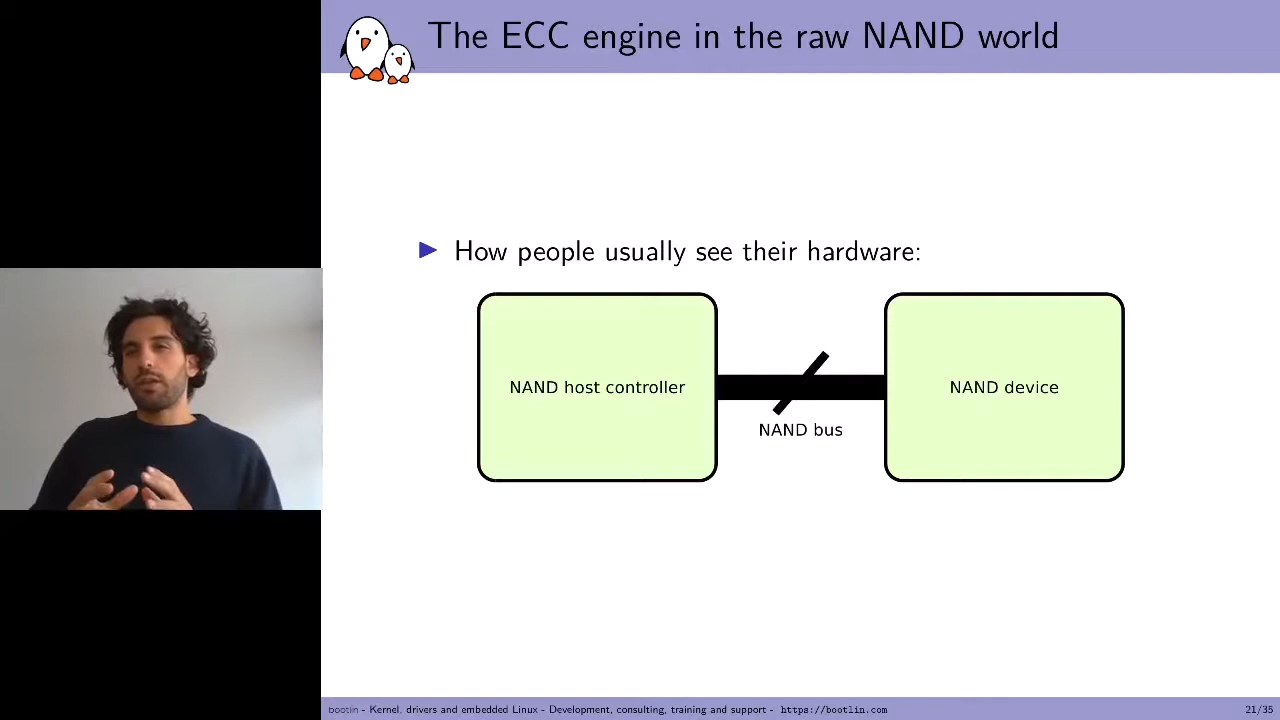 The ECC engine in the raw NAND world
How people usually see their hardware:
NAND host controller
NAND bus
NAND device
bootlin - Kernel, drivers and embedded Linux - Development, consulting, training and support - https://bootlin.com
21/35